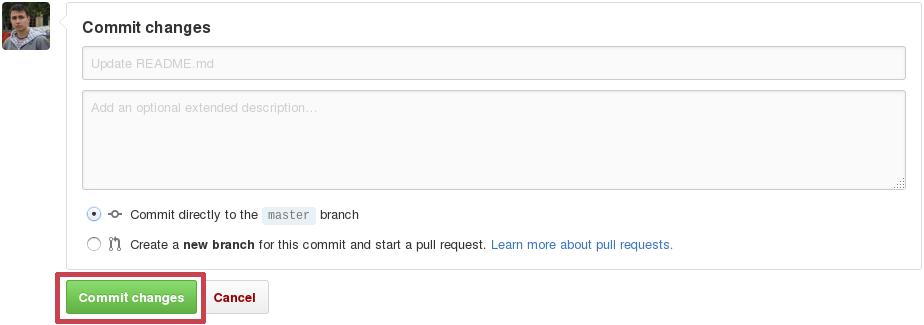 Commit changes
Update README.md
Add an optional extended description...
Commit directly to the master branch
Create a new branch for this commit and start a pull request. Learn more about pull requests.
Commit changes Cancel